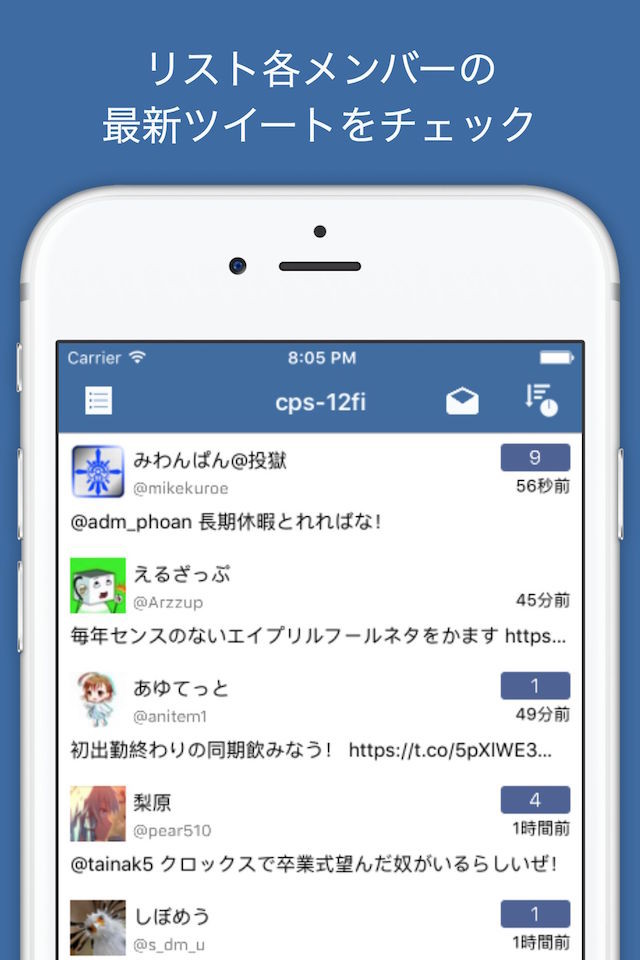 リスト各メンバーの
最新ツイートをチェック
Carrier 8:05 PM
cps-12fi
みわんぱん@投獄 9
@mikekuroe 56秒前
@adm_phoan 長期休暇とれればな！
えるざっぷ
@Arzzup 45分前
毎年センスのないエイプリルフールネタをかます https...
あゆてっと 1
@anitem1 49分前
初出勤終わりの同期飲みなう！ https://t.co/5pXlWE3...
梨原 4
@pear510 1時間前
@tainak5 クロックスで卒業式望んだ奴がいるらしいぜ！
しぼめう 1
@s_dm_u 1時間前